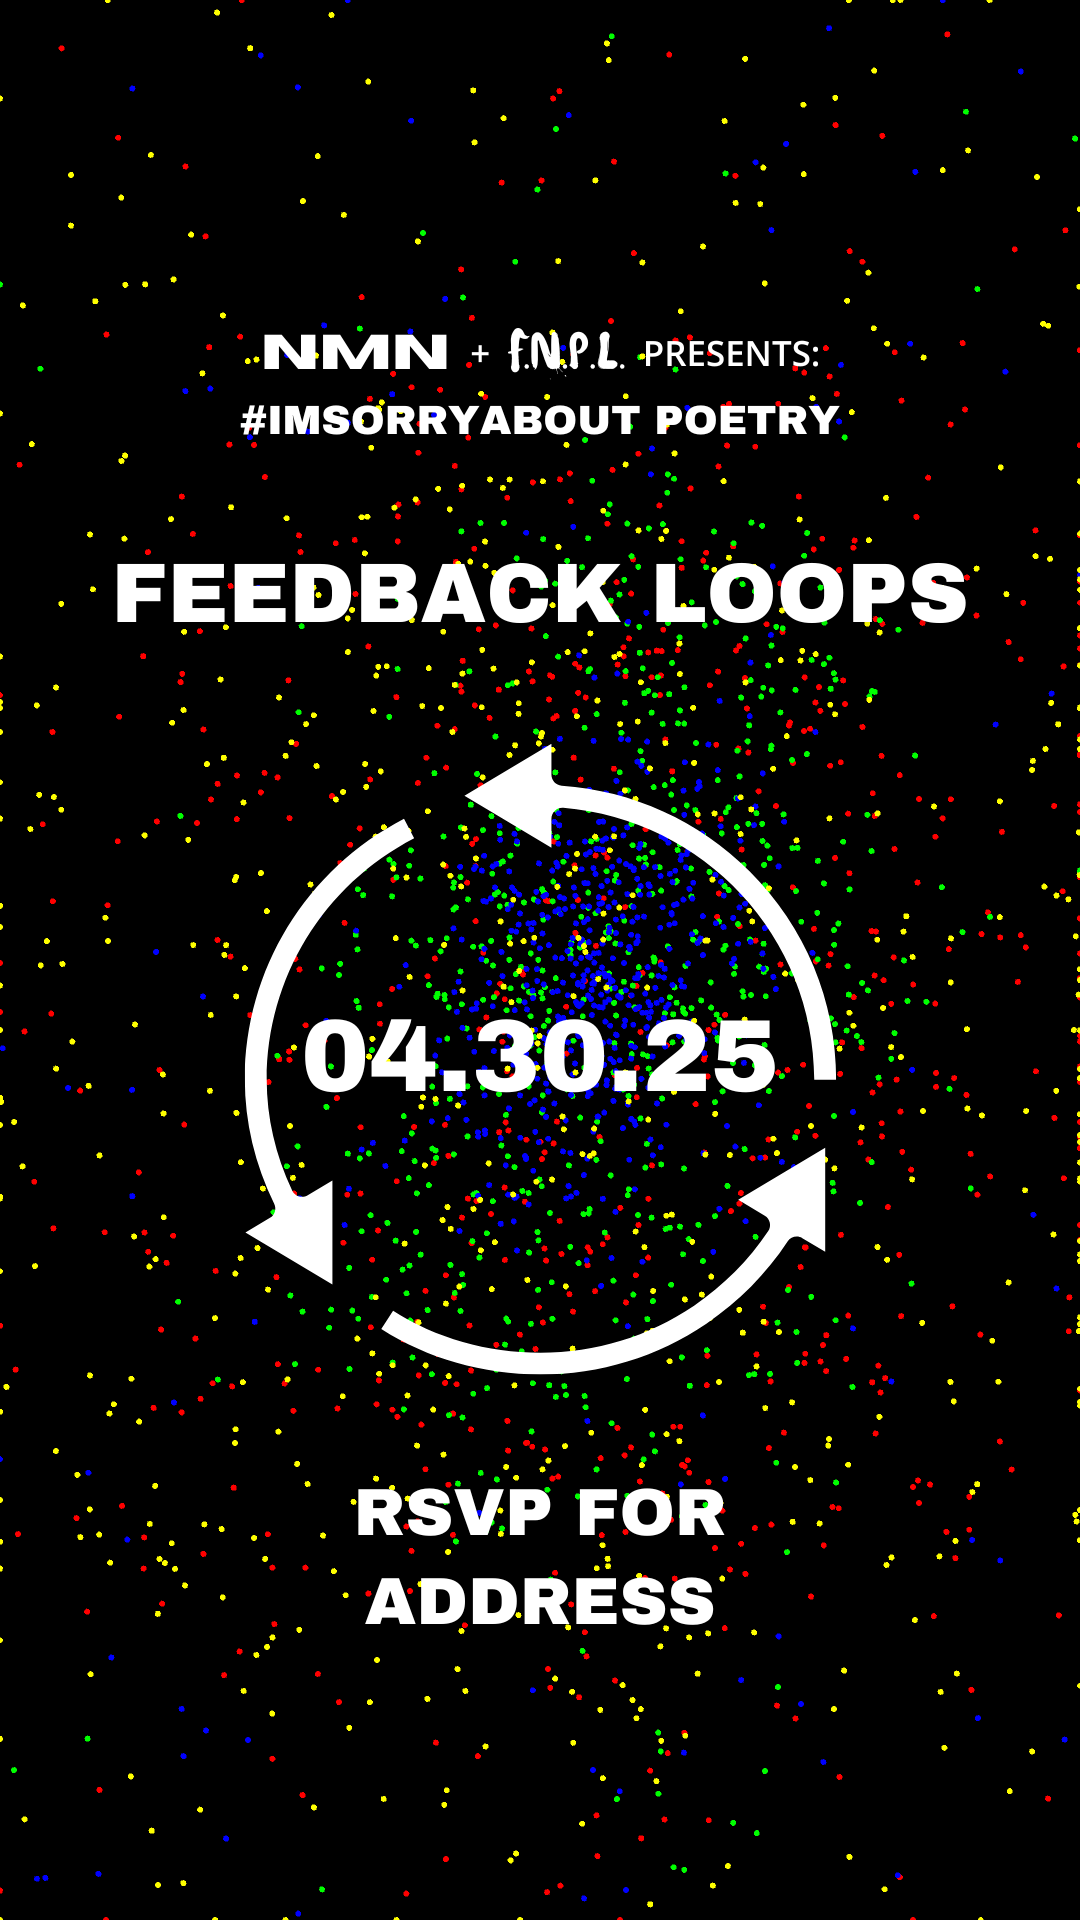 NMN + F.N.P.L. PRESENTS:
#IMSORRYABOUT POETRY
FEEDBACK LOOPS
04.30.25
RSVP FOR
ADDRESS